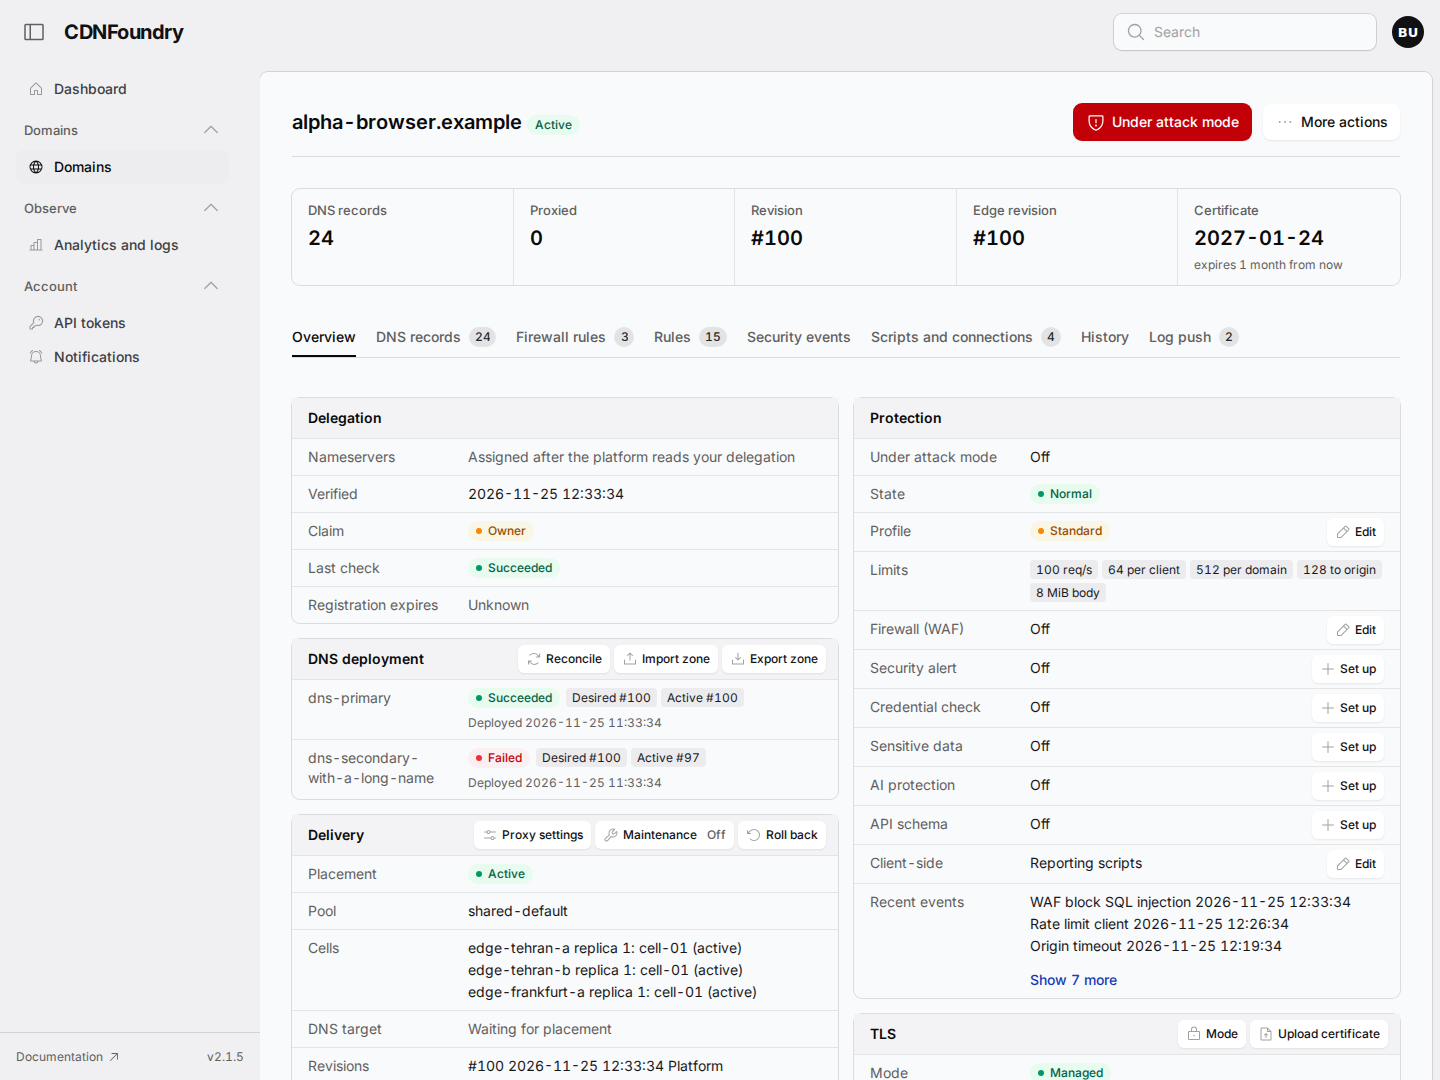 CDNFoundry
Search
BU
Dashboard
Domains
Domains
Observe
Analytics and logs
Account
API tokens
Notifications
Documentation
v2.1.5
alpha-browser.example Active
Under attack mode
More actions
DNS records
24
Proxied
0
Revision
#100
Edge revision
#100
Certificate
2027-01-24
expires 1 month from now
Overview
DNS records 24
Firewall rules 3
Rules 15
Security events
Scripts and connections 4
History
Log push 2
Delegation
Nameservers Assigned after the platform reads your delegation
Verified 2026-11-25 12:33:34
Claim Owner
Last check Succeeded
Registration expires Unknown
DNS deployment Reconcile Import zone Export zone
dns-primary Succeeded Desired #100 Active #100
Deployed 2026-11-25 11:33:34
dns-secondary-
with-a-long-name
Failed Desired #100 Active #97
Deployed 2026-11-25 11:33:34
Delivery Proxy settings Maintenance Off Roll back
Placement Active
Pool shared-default
Cells edge-tehran-a replica 1: cell-01 (active)
edge-tehran-b replica 1: cell-01 (active)
edge-frankfurt-a replica 1: cell-01 (active)
DNS target Waiting for placement
Revisions #100 2026-11-25 12:33:34 Platform
Protection
Under attack mode Off
State Normal
Profile Standard Edit
Limits 100 req/s 64 per client 512 per domain 128 to origin
8 MiB body
Firewall (WAF) Off Edit
Security alert Off Set up
Credential check Off Set up
Sensitive data Off Set up
AI protection Off Set up
API schema Off Set up
Client-side Reporting scripts Edit
Recent events WAF block SQL injection 2026-11-25 12:33:34
Rate limit client 2026-11-25 12:26:34
Origin timeout 2026-11-25 12:19:34
Show 7 more
TLS Mode Upload certificate
Mode Managed